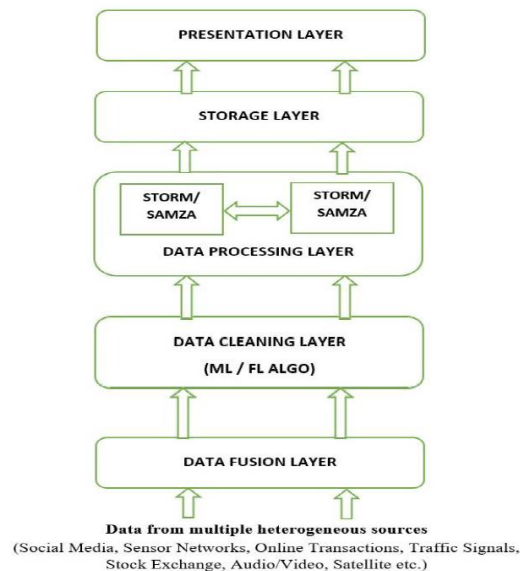 PRESENTATION LAYER
STORAGE LAYER
STORM/
SAMZA
STORM/
SAMZA
DATA PROCESSING LAYER
DATA CLEANING LAYER
(ML / FL ALGO)
DATA FUSION LAYER
Data from multiple heterogeneous sources
(Social Media, Sensor Networks, Online Transactions, Traffic Signals,
Stock Exchange, Audio/Video, Satellite etc.)